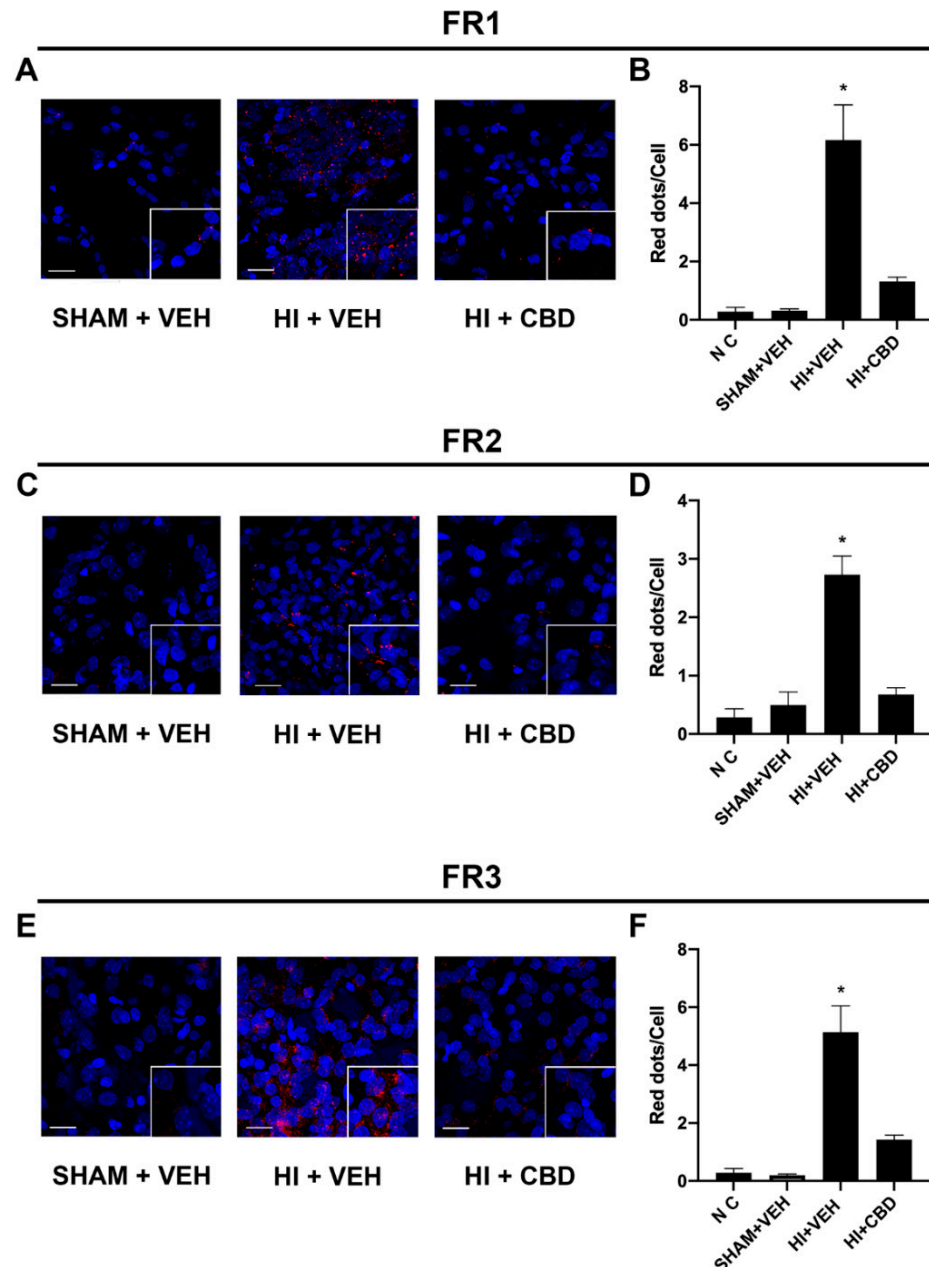 FR1
A
B
SHAM + VEH
HI + VEH
HI + CBD
Red dots/Cell
8
6
4
2
0
*
N C
SHAM+VEH
HI+VEH
HI+CBD
FR2
C
D
SHAM + VEH
HI + VEH
HI + CBD
Red dots/Cell
4
3
2
1
0
*
N C
SHAM+VEH
HI+VEH
HI+CBD
FR3
E
F
SHAM + VEH
HI + VEH
HI + CBD
Red dots/Cell
8
6
4
2
0
*
N C
SHAM+VEH
HI+VEH
HI+CBD